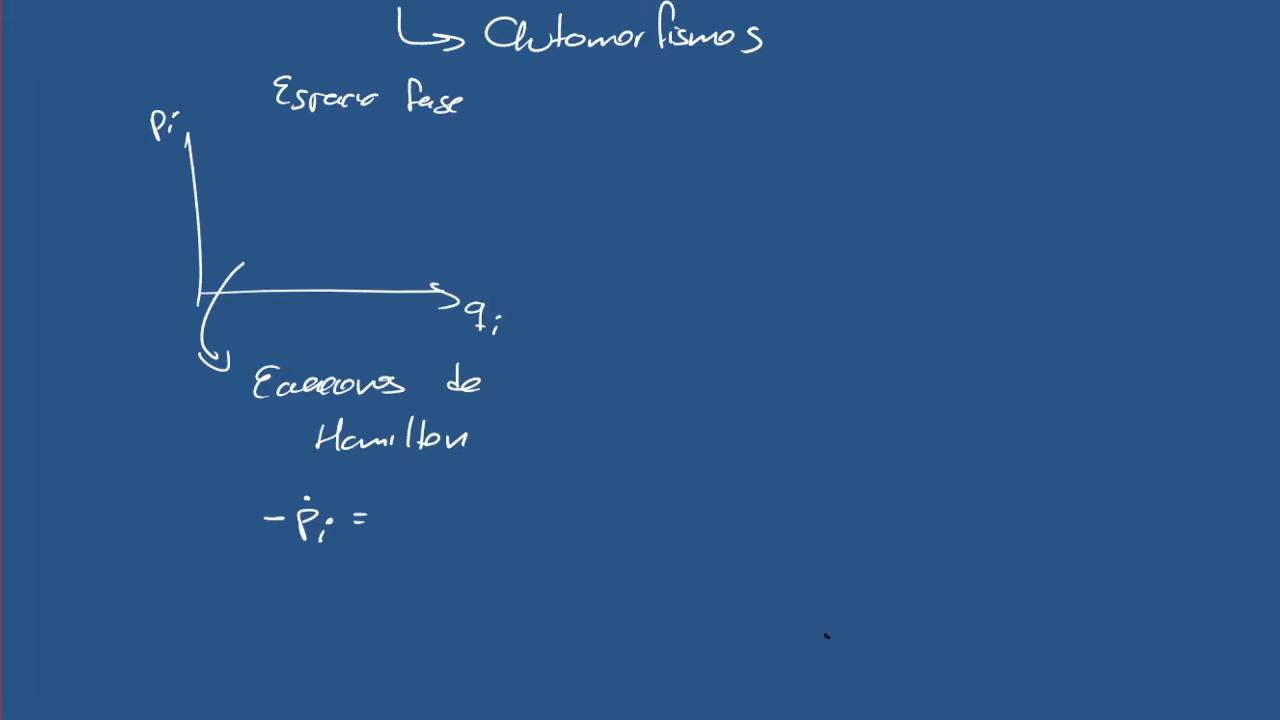 ↳ Automorfismos
Espacio fase
pi
qi
Ecuaciones de
Hamilton
- ṗi =